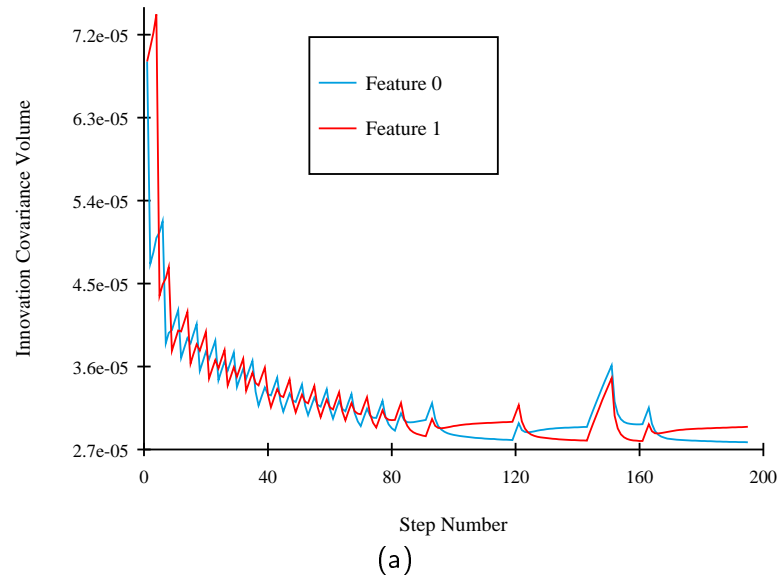 7.2e-05
6.3e-05
5.4e-05
4.5e-05
3.6e-05
2.7e-05
Innovation Covariance Volume
Feature 0
Feature 1
0 40 80 120 160 200
Step Number
(a)